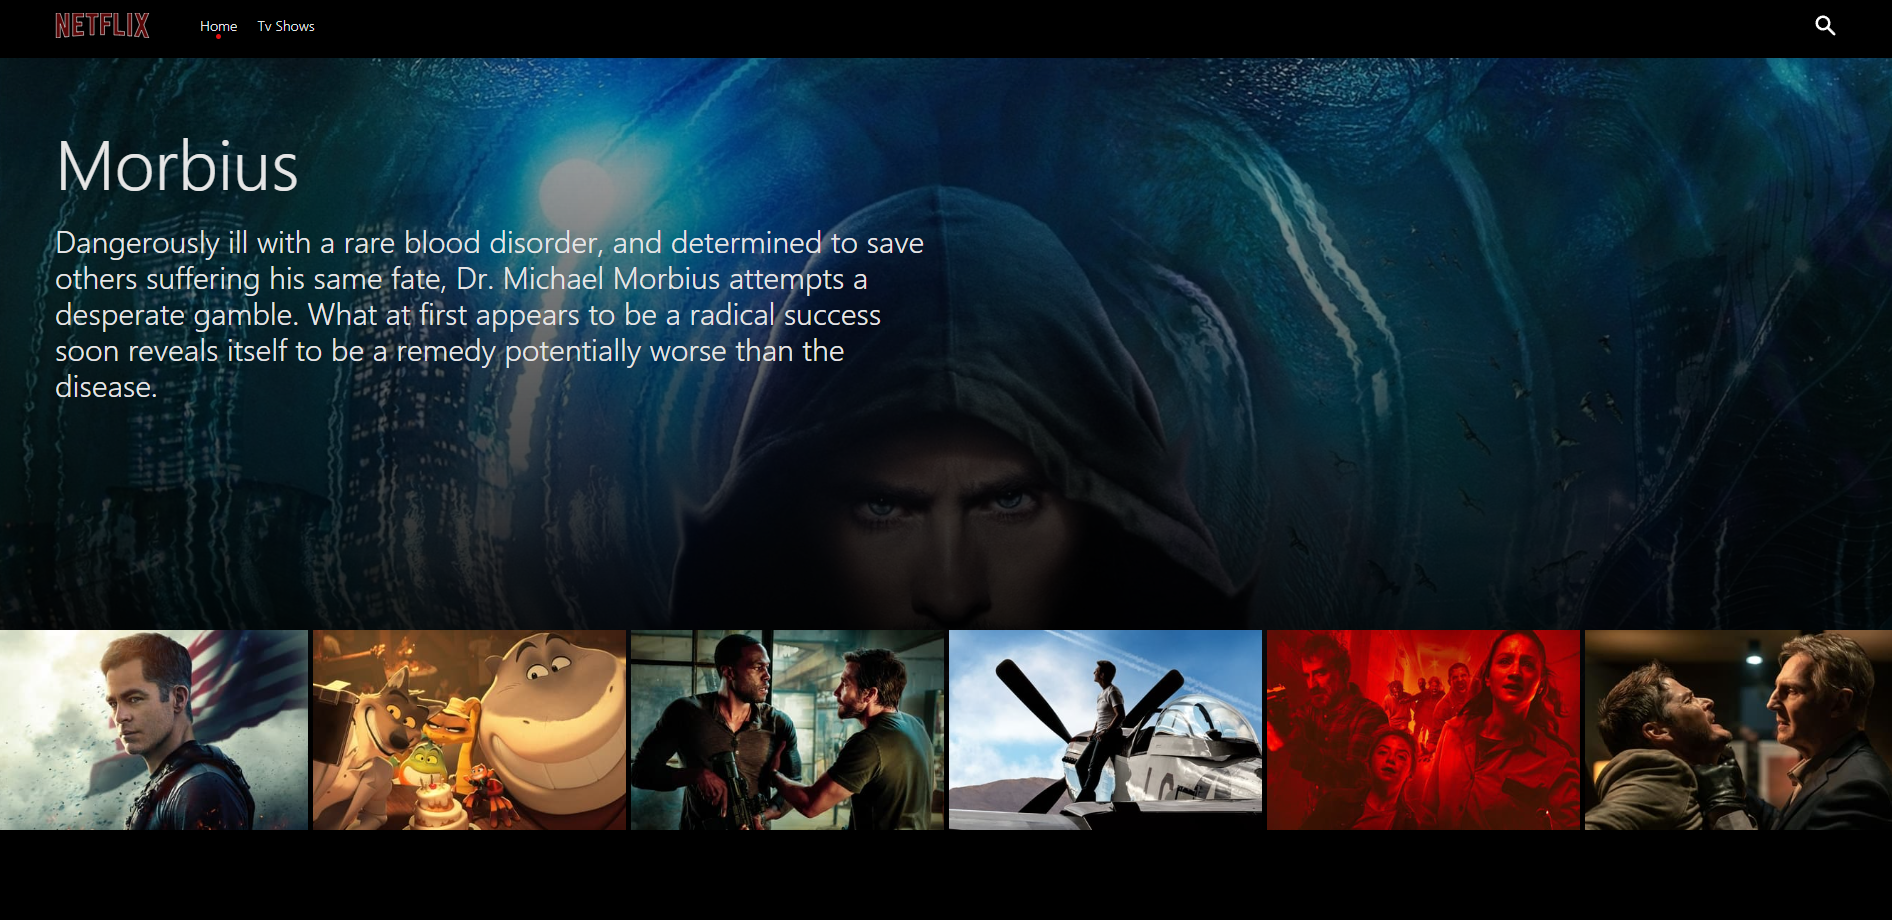 NETFLIX
Home
Tv Shows
Morbius
Dangerously ill with a rare blood disorder, and determined to save
others suffering his same fate, Dr. Michael Morbius attempts a
desperate gamble. What at first appears to be a radical success
soon reveals itself to be a remedy potentially worse than the
disease.